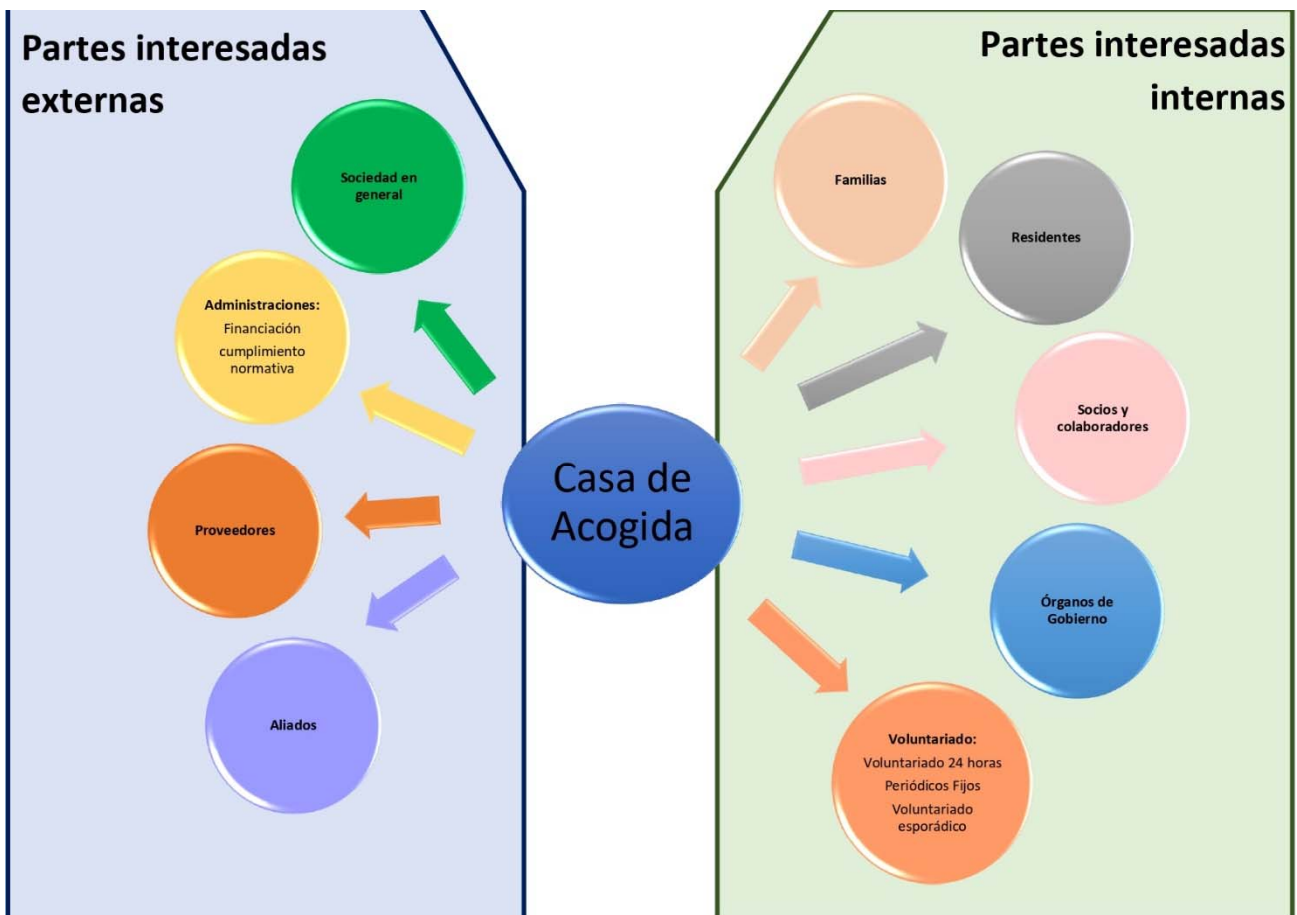 Partes interesadas
externas
Sociedad en
general
Administraciones:
Financiación
cumplimiento
normativa
Proveedores
Aliados
Casa de
Acogida
Partes interesadas
internas
Familias
Residentes
Socios y
colaboradores
Órganos de
Gobierno
Voluntariado:
Voluntariado 24 horas
Periódicos Fijos
Voluntariado
esporádico